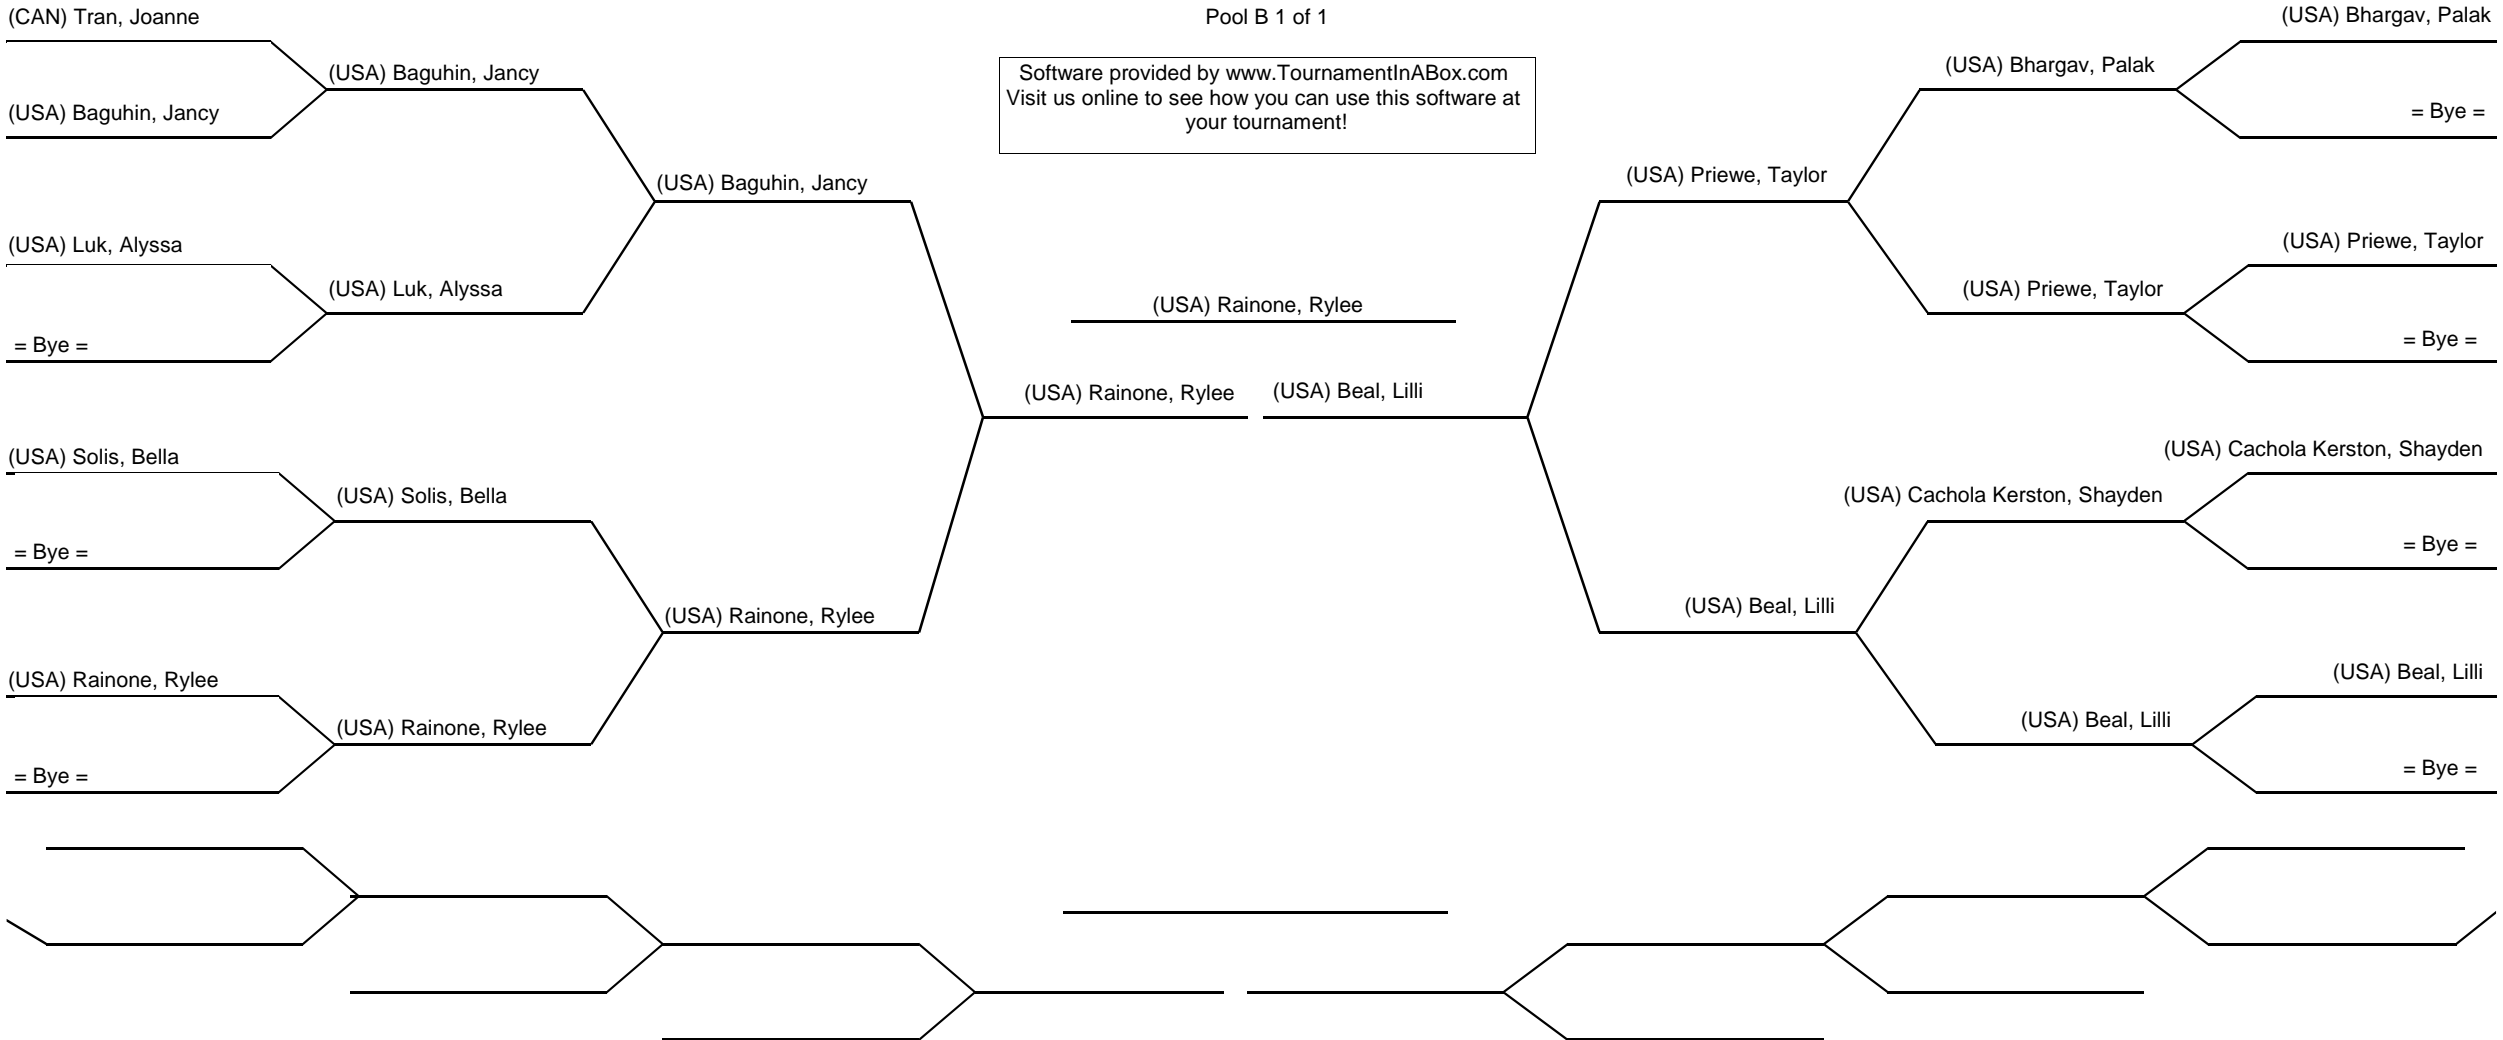 (CAN) Tran, Joanne
Pool B 1 of 1
(USA) Bhargav, Palak
(USA) Baguhin, Jancy
Software provided by www.TournamentInABox.com
Visit us online to see how you can use this software at
your tournament!
(USA) Bhargav, Palak
(USA) Baguhin, Jancy
= Bye =
(USA) Baguhin, Jancy
(USA) Priewe, Taylor
(USA) Luk, Alyssa
(USA) Priewe, Taylor
(USA) Luk, Alyssa
(USA) Priewe, Taylor
(USA) Rainone, Rylee
= Bye =
= Bye =
(USA) Rainone, Rylee
(USA) Beal, Lilli
(USA) Solis, Bella
(USA) Cachola Kerston, Shayden
(USA) Solis, Bella
(USA) Cachola Kerston, Shayden
= Bye =
= Bye =
(USA) Rainone, Rylee
(USA) Beal, Lilli
(USA) Rainone, Rylee
(USA) Beal, Lilli
(USA) Rainone, Rylee
(USA) Beal, Lilli
= Bye =
= Bye =